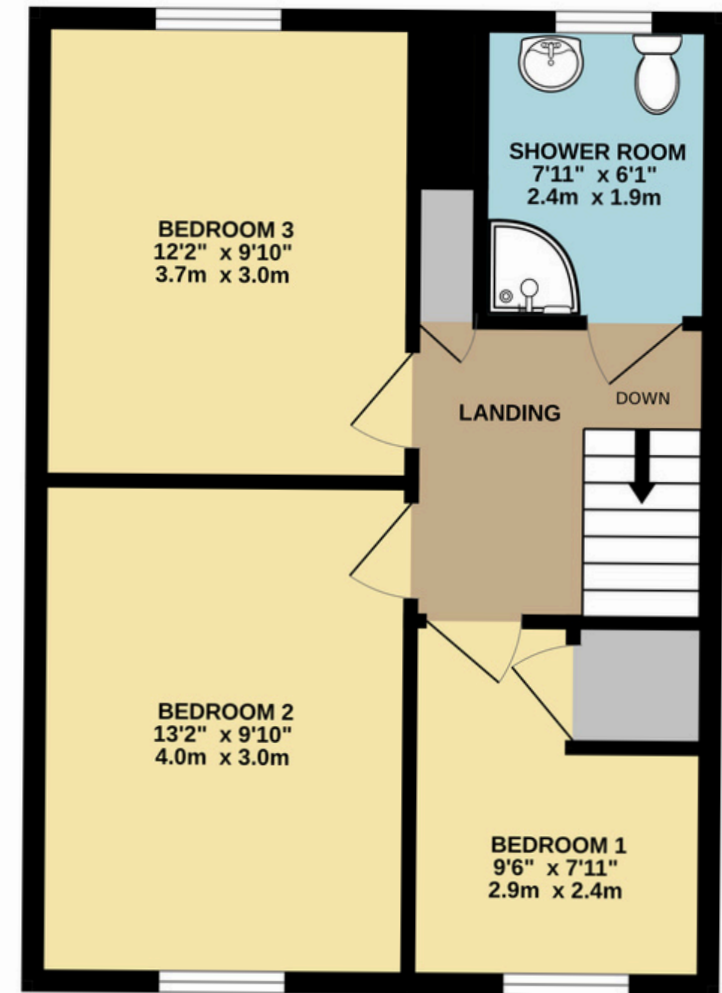 SHOWER ROOM
7'11" x 6'1"
2.4m x 1.9m
BEDROOM 3
12'2" x 9'10"
3.7m x 3.0m
LANDING
DOWN
BEDROOM 2
13'2" x 9'10"
4.0m x 3.0m
BEDROOM 1
9'6" x 7'11"
2.9m x 2.4m